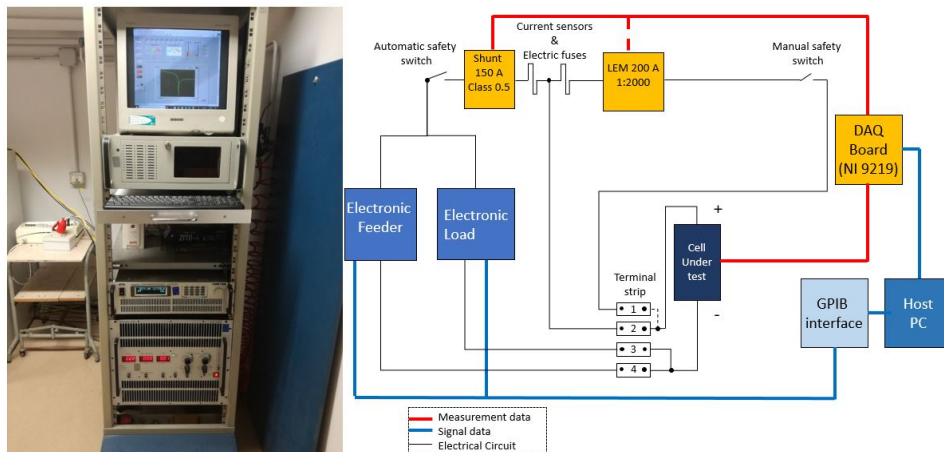 Current sensors
&
Electric fuses
Automatic safety
switch
Shunt
150 A
Class 0.5
LEM 200 A
1:2000
Manual safety
switch
DAQ
Board
(NI 9219)
Electronic
Feeder
Electronic
Load
+
Cell
Under
test
-
Terminal
strip
1
2
3
4
GPIB
interface
Host
PC
Measurement data
Signal data
Electrical Circuit